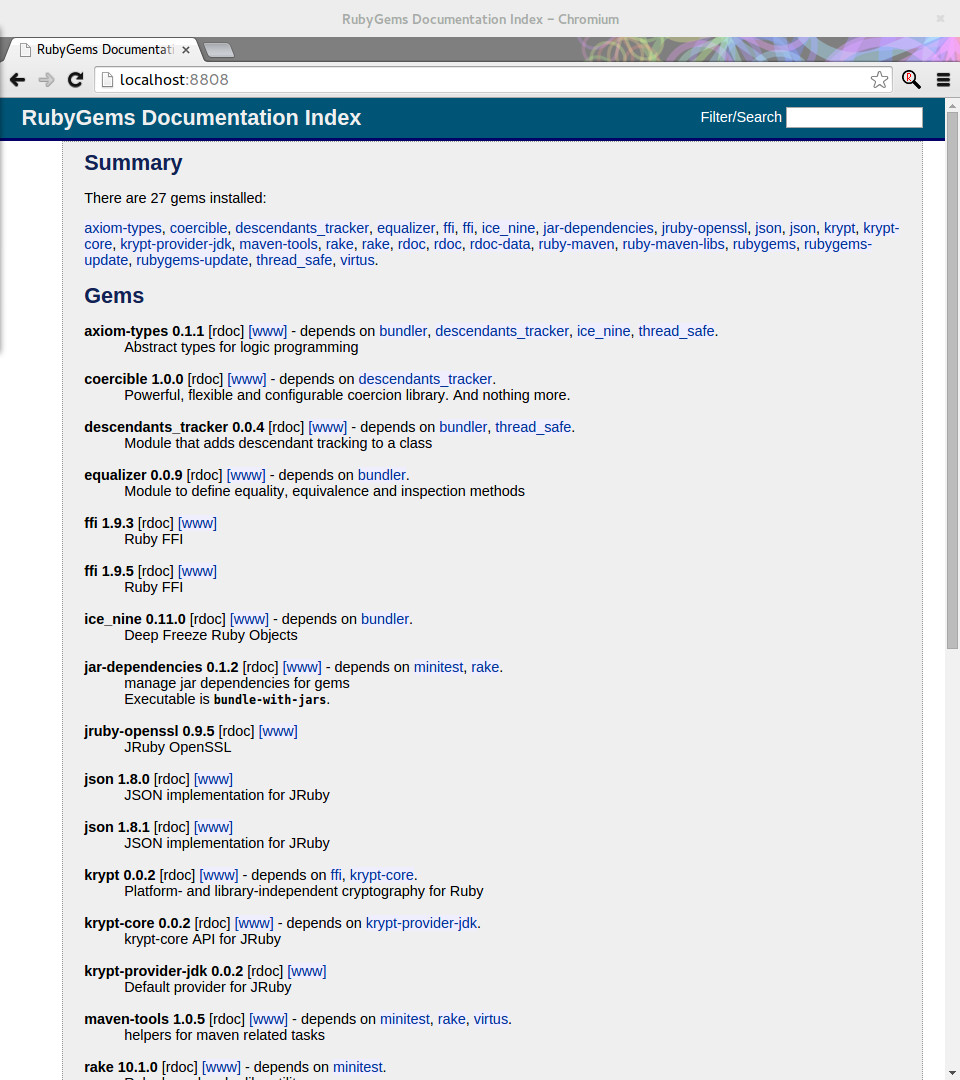 RubyGems Documentation Index - Chromium
RubyGems Documentati
localhost:8808
RubyGems Documentation Index
Filter/Search
Summary
There are 27 gems installed:
axiom-types, coercible, descendants_tracker, equalizer, ffi, ffi, ice_nine, jar-dependencies, jruby-openssl, json, json, krypt, krypt-
core, krypt-provider-jdk, maven-tools, rake, rake, rdoc, rdoc, rdoc-data, ruby-maven, ruby-maven-libs, rubygems, rubygems-
update, rubygems-update, thread_safe, virtus.
Gems
axiom-types 0.1.1 [rdoc] [www] - depends on bundler, descendants_tracker, ice_nine, thread_safe.
Abstract types for logic programming
coercible 1.0.0 [rdoc] [www] - depends on descendants_tracker.
Powerful, flexible and configurable coercion library. And nothing more.
descendants_tracker 0.0.4 [rdoc] [www] - depends on bundler, thread_safe.
Module that adds descendant tracking to a class
equalizer 0.0.9 [rdoc] [www] - depends on bundler.
Module to define equality, equivalence and inspection methods
ffi 1.9.3 [rdoc] [www]
Ruby FFI
ffi 1.9.5 [rdoc] [www]
Ruby FFI
ice_nine 0.11.0 [rdoc] [www] - depends on bundler.
Deep Freeze Ruby Objects
jar-dependencies 0.1.2 [rdoc] [www] - depends on minitest, rake.
manage jar dependencies for gems
Executable is bundle-with-jars.
jruby-openssl 0.9.5 [rdoc] [www]
JRuby OpenSSL
json 1.8.0 [rdoc] [www]
JSON implementation for JRuby
json 1.8.1 [rdoc] [www]
JSON implementation for JRuby
krypt 0.0.2 [rdoc] [www] - depends on ffi, krypt-core.
Platform- and library-independent cryptography for Ruby
krypt-core 0.0.2 [rdoc] [www] - depends on krypt-provider-jdk.
krypt-core API for JRuby
krypt-provider-jdk 0.0.2 [rdoc] [www]
Default provider for JRuby
maven-tools 1.0.5 [rdoc] [www] - depends on minitest, rake, virtus.
helpers for maven related tasks
rake 10.1.0 [rdoc] [www] - depends on minitest.